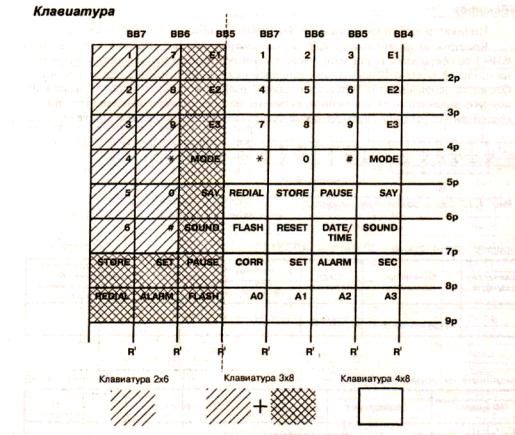 Клавиатура
BB7 BB6 BB5 BB7 BB6 BB5 BB4
1 7 E1 1 2 3 E1
2p
2 8 E2 4 5 6 E2
3p
3 9 E3 7 8 9 E3
4p
4 * MODE * 0 # MODE
5p
5 0 SAY REDIAL STORE PAUSE SAY
6p
6 # SOUND FLASH RESET DATE/ SOUND
TIME
7p
STORE SET PAUSE CORR SET ALARM SEC
8p
REDIAL ALARM FLASH A0 A1 A2 A3
9p
R' R' R' R' R' R' R'
Клавиатура 2x6 Клавиатура 3x8 Клавиатура 4x8
+